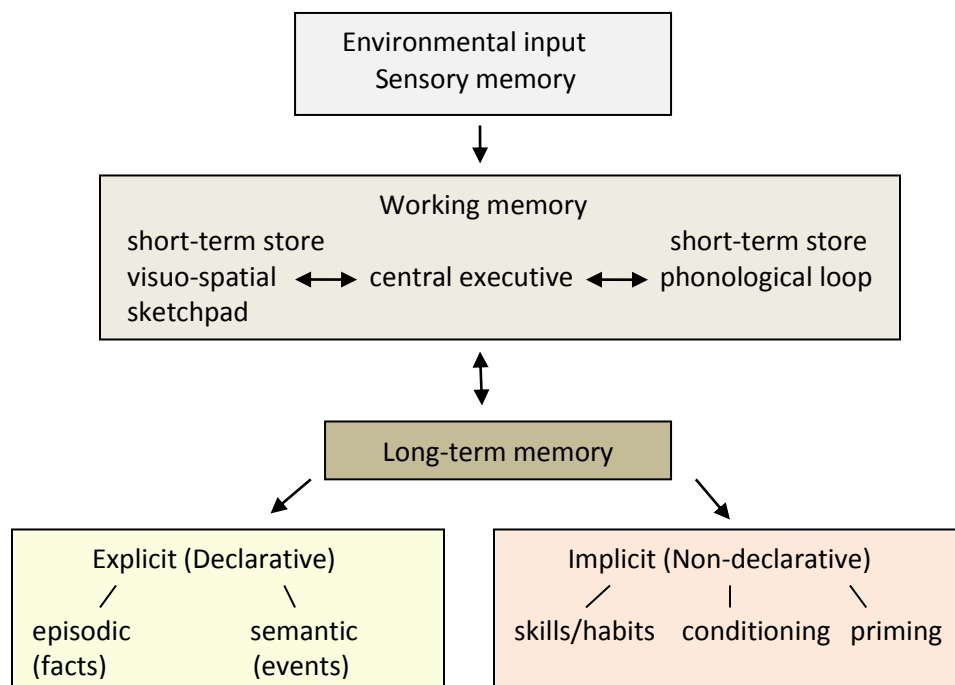 Environmental input
Sensory memory
Working memory
short-term store short-term store
visuo-spatial central executive phonological loop
sketchpad
Long-term memory
Explicit (Declarative)
episodic semantic
(facts) (events)
Implicit (Non-declarative)
skills/habits conditioning priming